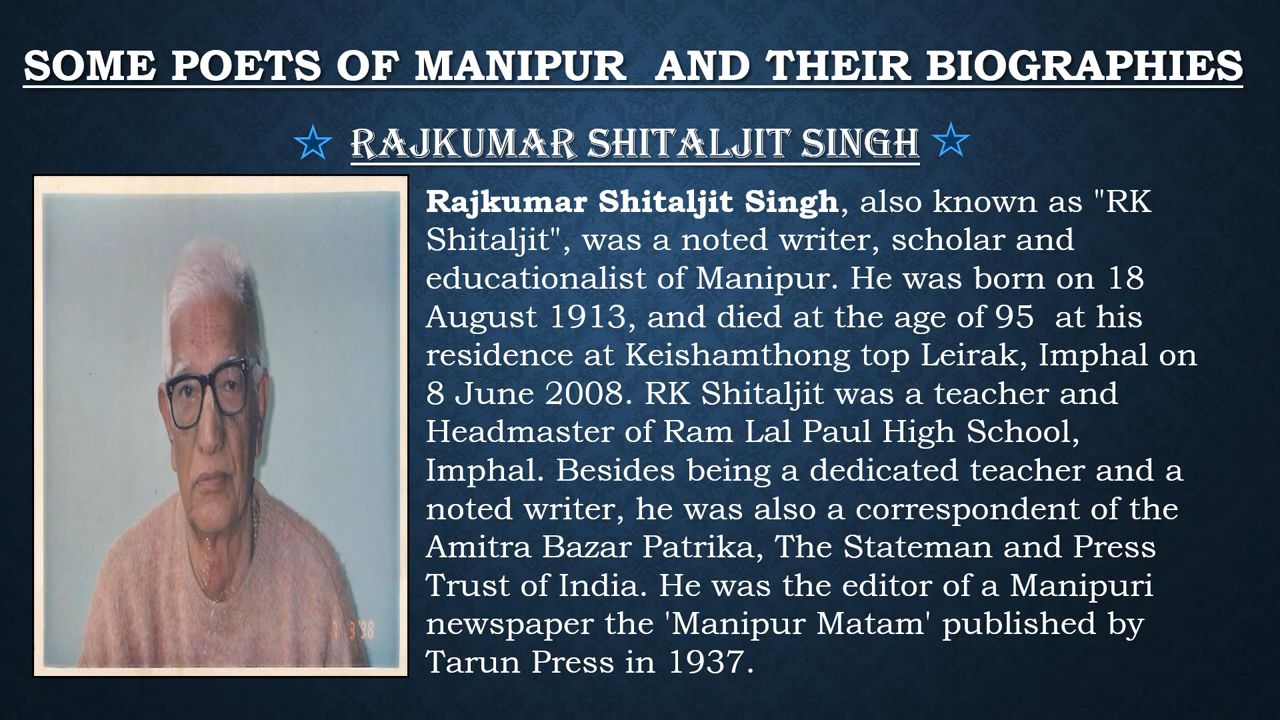 SOME POETS OF MANIPUR  AND THEIR BIOGRAPHIES
RAJKUMAR SHITALJIT SINGH
Rajkumar Shitaljit Singh, also known as "RK
Shitaljit", was a noted writer, scholar and
educationalist of Manipur. He was born on 18
August 1913, and died at the age of 95  at his
residence at Keishamthong top Leirak, Imphal on
8 June 2008. RK Shitaljit was a teacher and
Headmaster of Ram Lal Paul High School,
Imphal. Besides being a dedicated teacher and a
noted writer, he was also a correspondent of the
Amitra Bazar Patrika, The Stateman and Press
Trust of India. He was the editor of a Manipuri
newspaper the 'Manipur Matam' published by
Tarun Press in 1937.